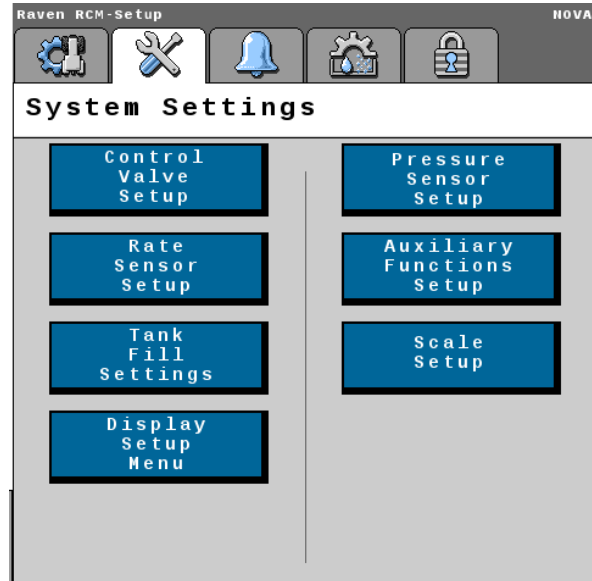 Raven RCM-Setup NOVA
System Settings
Control
Valve
Setup
Pressure
Sensor
Setup
Rate
Sensor
Setup
Auxiliary
Functions
Setup
Tank
Fill
Settings
Scale
Setup
Display
Setup
Menu